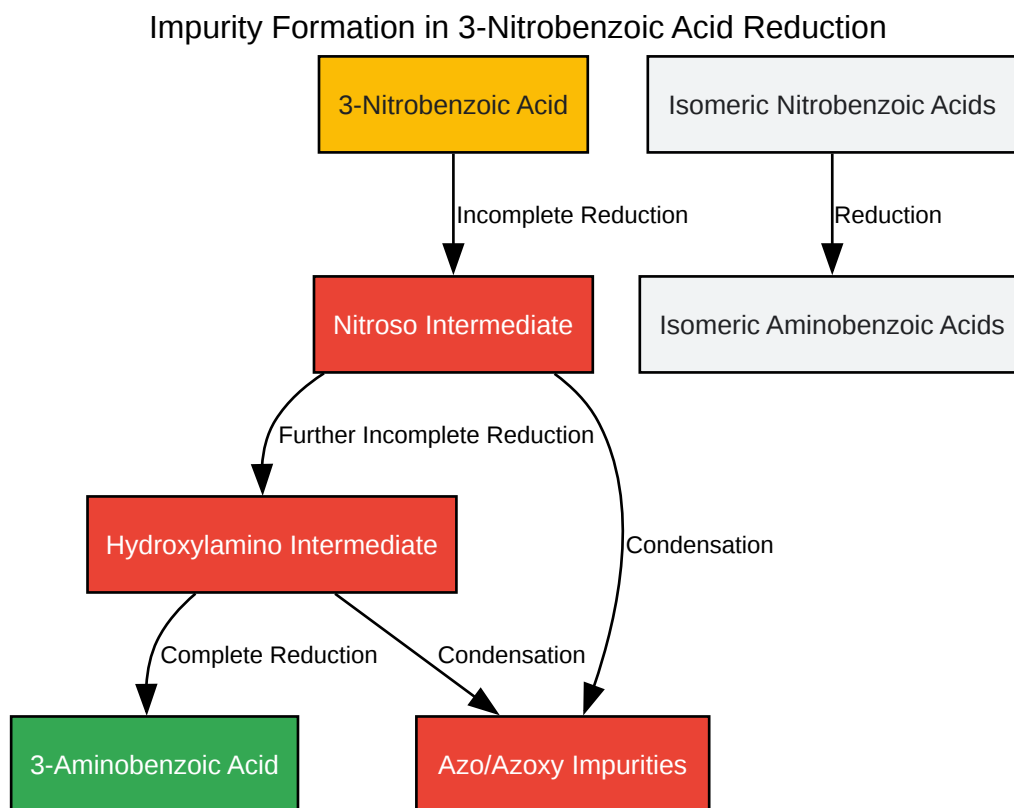 Impurity Formation in 3-Nitrobenzoic Acid Reduction
3-Nitrobenzoic Acid
Isomeric Nitrobenzoic Acids
Incomplete Reduction
Reduction
Nitroso Intermediate
Isomeric Aminobenzoic Acids
Further Incomplete Reduction
Hydroxylamino Intermediate
Condensation
Complete Reduction
Condensation
3-Aminobenzoic Acid
Azo/Azoxy Impurities